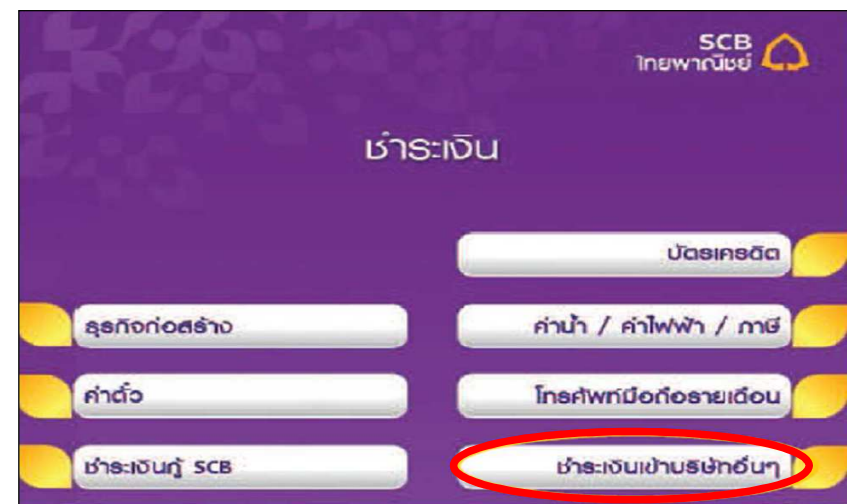 SCB
ไทยพาณิชย์
ชำระเงิน
บัตรเครดิต
ธุรกิจก่อสร้าง
ค่าน้ำ / ค่าไฟฟ้า / ภาษี
ค่าตั๋ว
โทรศัพท์มือถือรายเดือน
ชำระเงินกู้ SCB
ชำระเงินเข้าบริษัทอื่นๆ